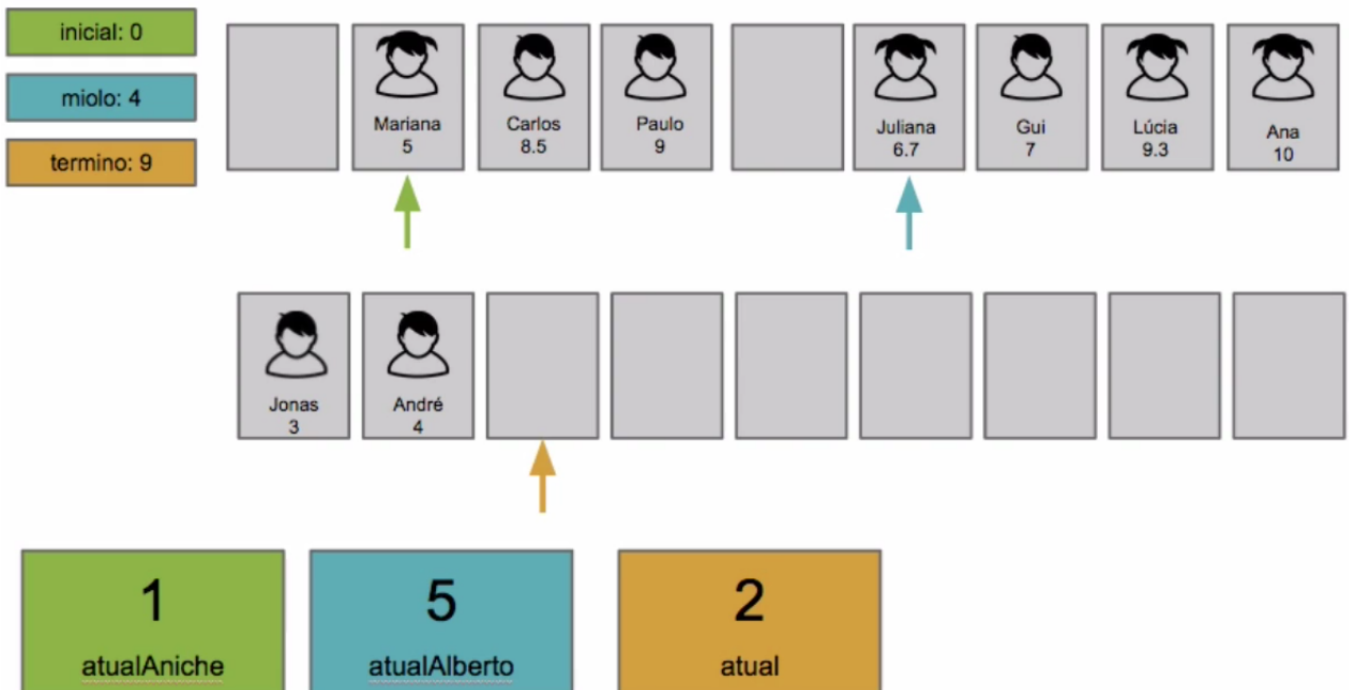 inicial: 0
miolo: 4
termino: 9
Mariana
5
Carlos
8.5
Paulo
9
Juliana
6.7
Gui
7
Lúcia
9.3
Ana
10
Jonas
3
André
4
1
atualAniche
5
atualAlberto
2
atual